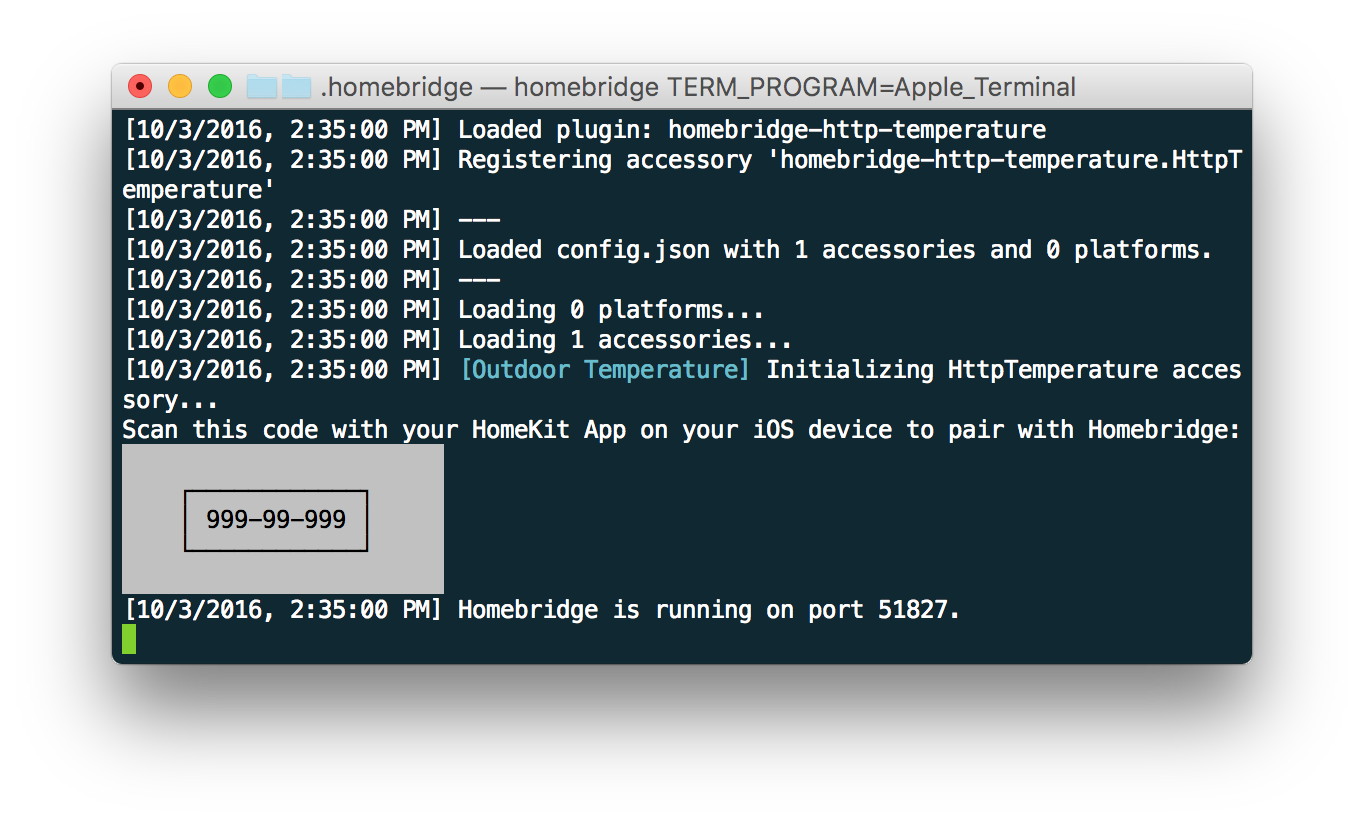 .homebridge — homebridge TERM_PROGRAM=Apple_Terminal
[10/3/2016, 2:35:00 PM] Loaded plugin: homebridge-http-temperature
[10/3/2016, 2:35:00 PM] Registering accessory 'homebridge-http-temperature.HttpT
emperature'
[10/3/2016, 2:35:00 PM] ---
[10/3/2016, 2:35:00 PM] Loaded config.json with 1 accessories and 0 platforms.
[10/3/2016, 2:35:00 PM] ---
[10/3/2016, 2:35:00 PM] Loading 0 platforms...
[10/3/2016, 2:35:00 PM] Loading 1 accessories...
[10/3/2016, 2:35:00 PM] [Outdoor Temperature] Initializing HttpTemperature acces
sory...
Scan this code with your HomeKit App on your iOS device to pair with Homebridge:
999-99-999
[10/3/2016, 2:35:00 PM] Homebridge is running on port 51827.